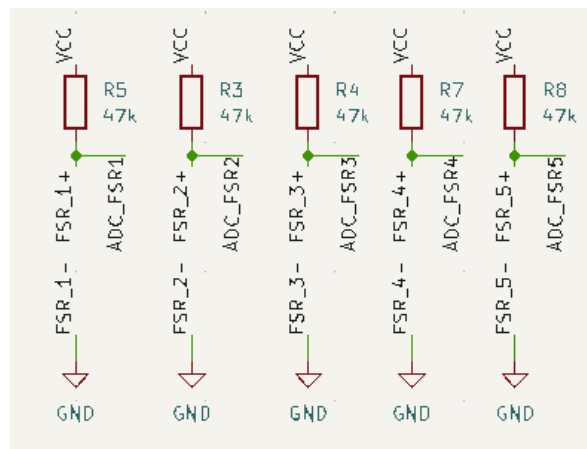 VCC VCC VCC VCC VCC
R5 R3 R4 R7 R8
47k 47k 47k 47k 47k
FSR_1+ ADC_FSR1 FSR_2+ ADC_FSR2 FSR_3+ ADC_FSR3 FSR_4+ ADC_FSR4 FSR_5+ ADC_FSR5
FSR_1- FSR_2- FSR_3- FSR_4- FSR_5-
GND GND GND GND GND